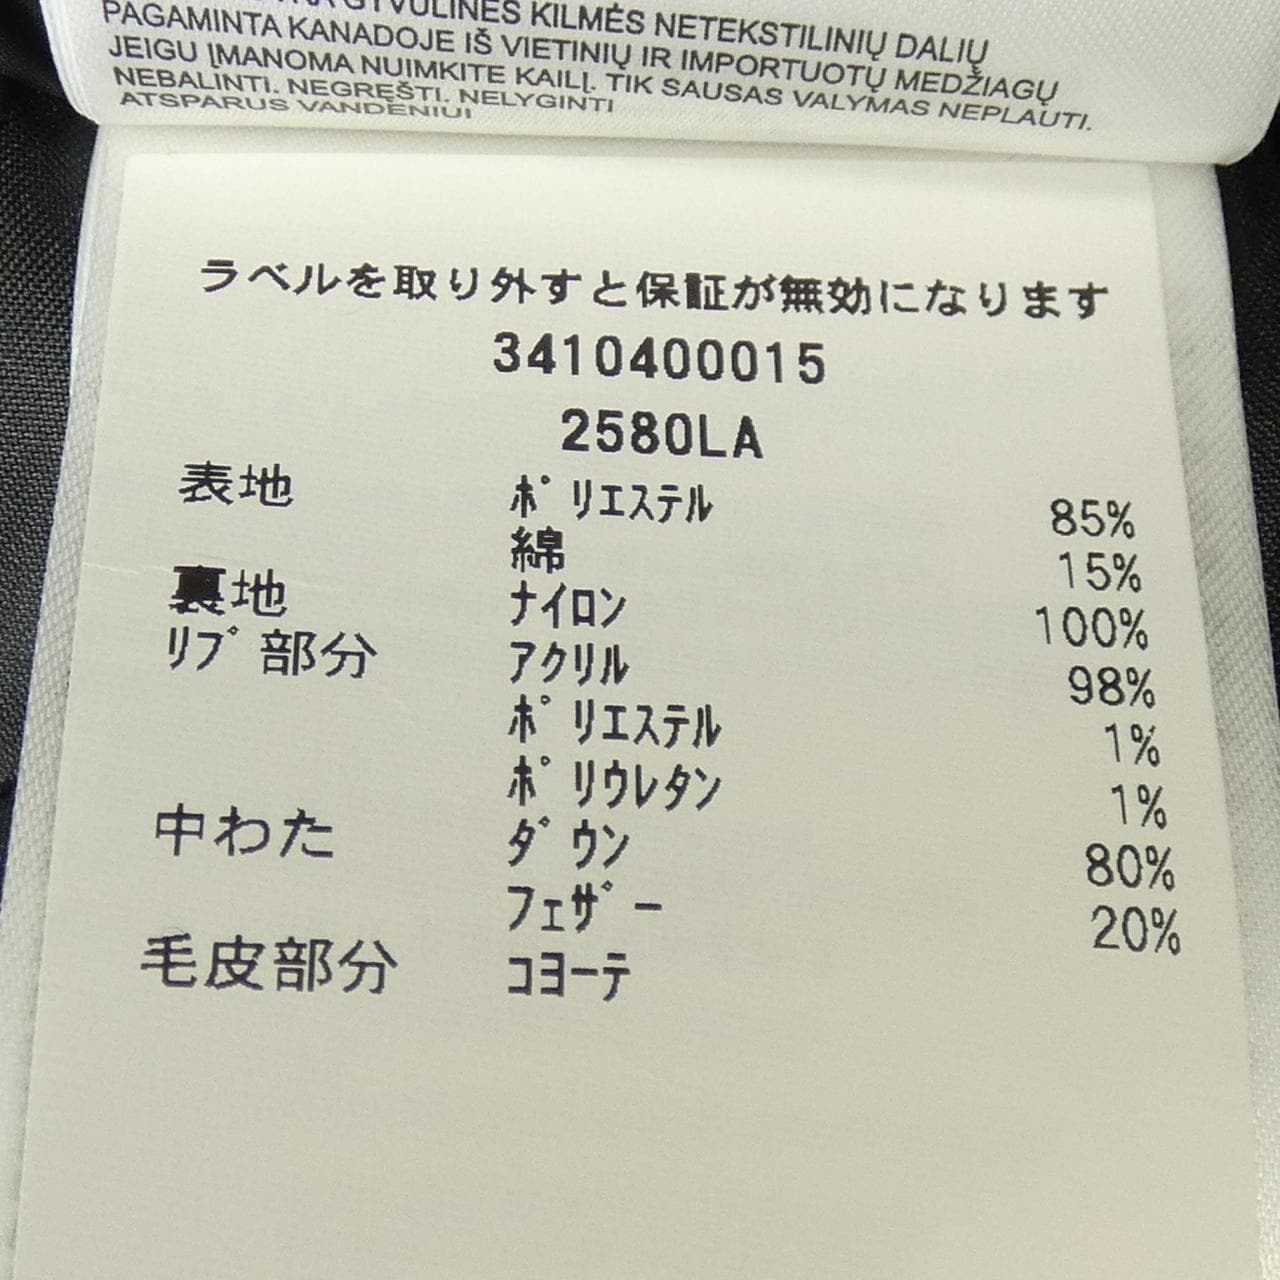 GYVULINĖS KILMĖS NETEKSTILINIŲ DALIŲ
PAGAMINTA KANADOJE IŠ VIETINIŲ IR IMPORTUOTŲ MEDŽIAGŲ
JEIGU ĮMANOMA NUIMKITE KAILĮ. TIK SAUSAS VALYMAS NEPLAUTI.
NEBALINTI. NEGRĘŠTI. NELYGINTI
ATSPARUS VANDENIUI
ラベルを取り外すと保証が無効になります
3410400015
2580LA
表地 ﾎﾟﾘｴｽﾃﾙ 85%
綿 15%
裏地 ﾅｲﾛﾝ 100%
ﾘﾌﾞ部分 ｱｸﾘﾙ 98%
ﾎﾟﾘｴｽﾃﾙ 1%
ﾎﾟﾘｳﾚﾀﾝ 1%
中わた ﾀﾞｳﾝ 80%
ﾌｪｻﾞｰ 20%
毛皮部分 ｺﾖｰﾃ